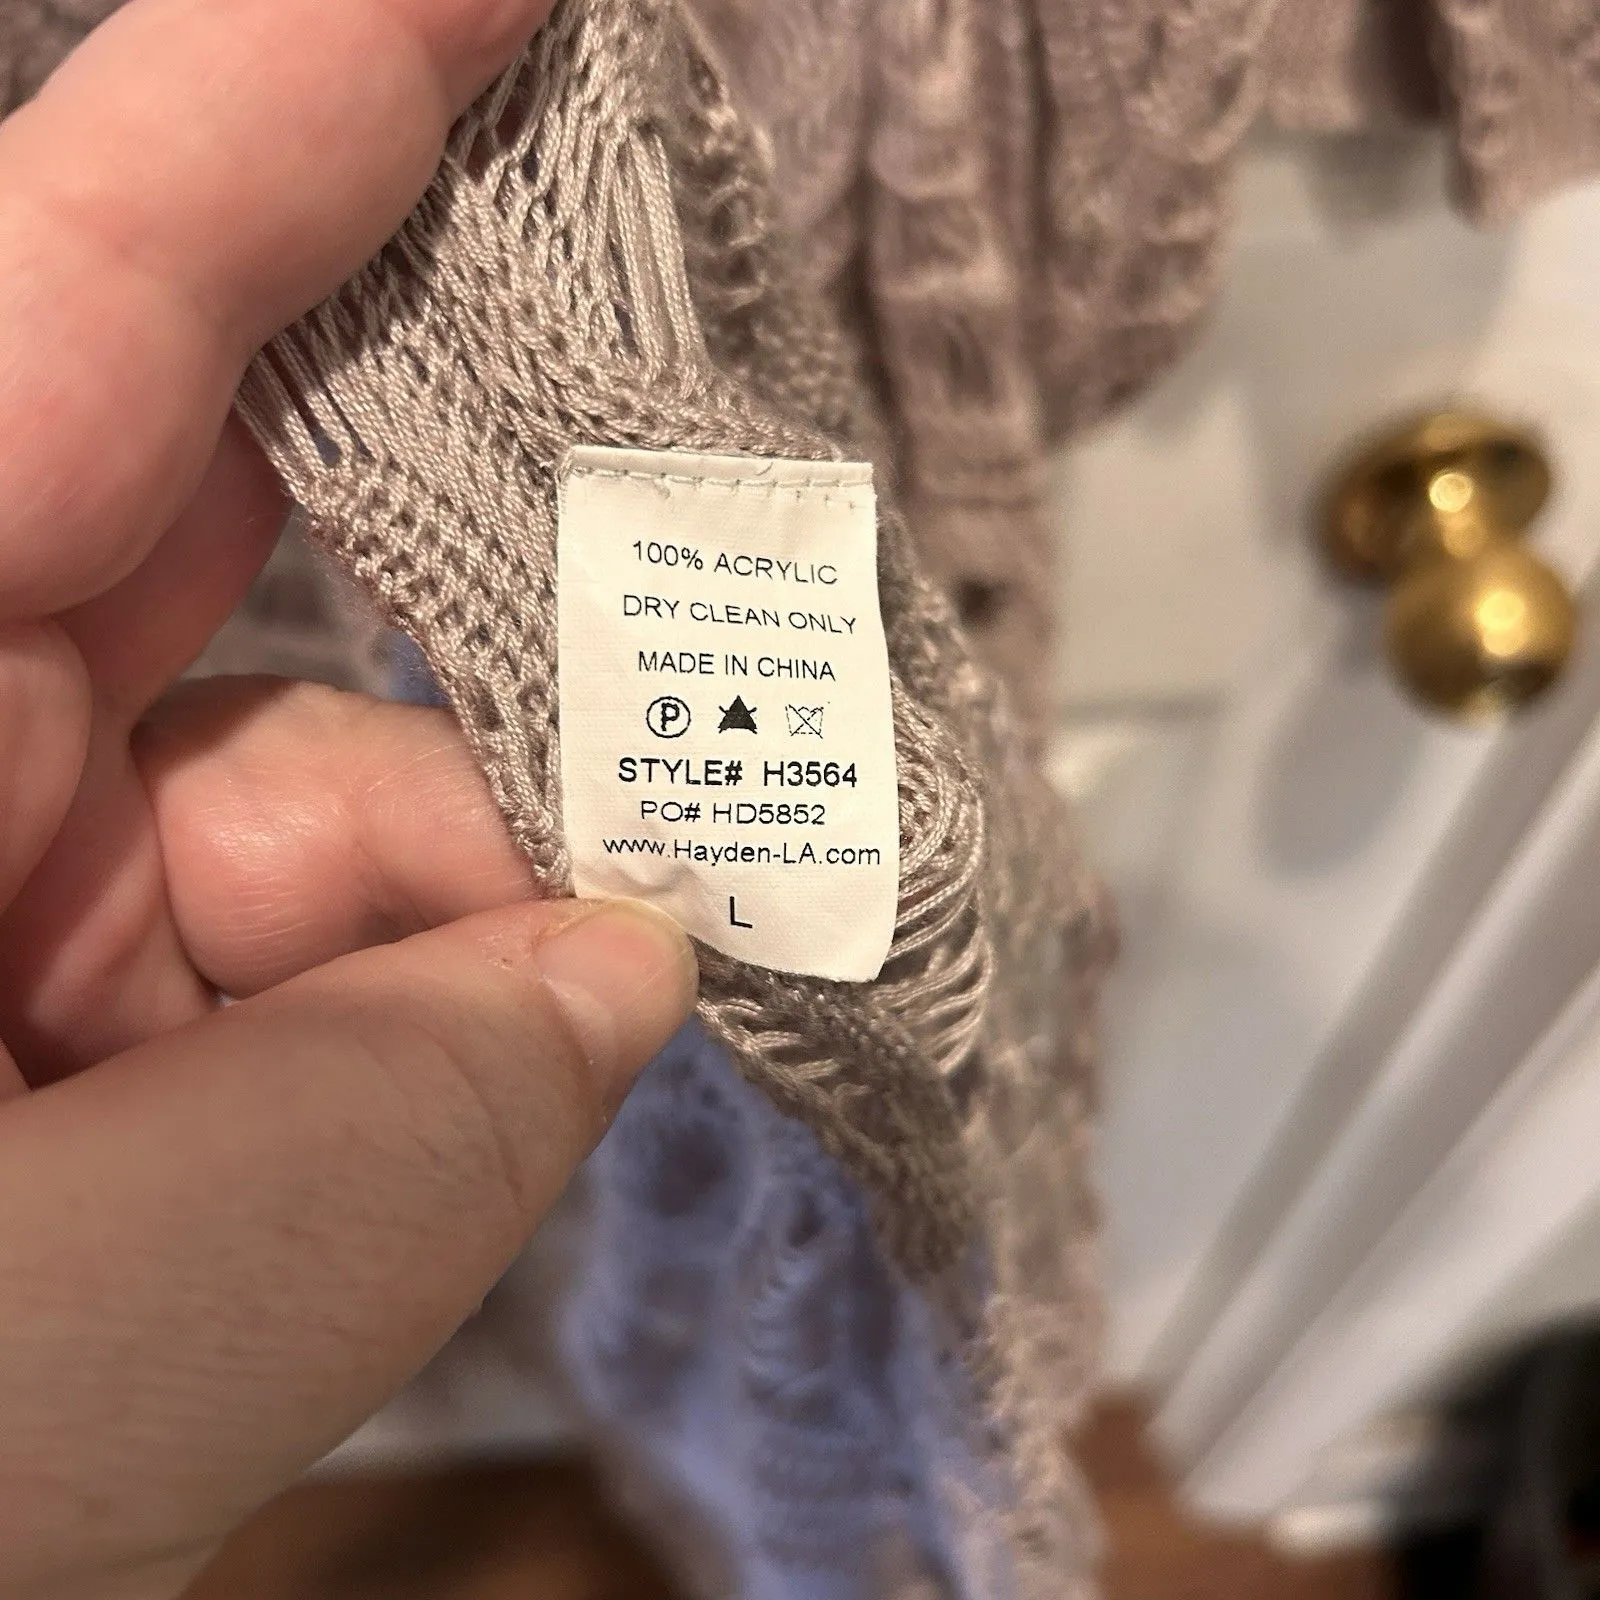 100% ACRYLIC
DRY CLEAN ONLY
MADE IN CHINA
P
STYLE# H3564
PO# HD5852
www.Hayden-LA.com
L